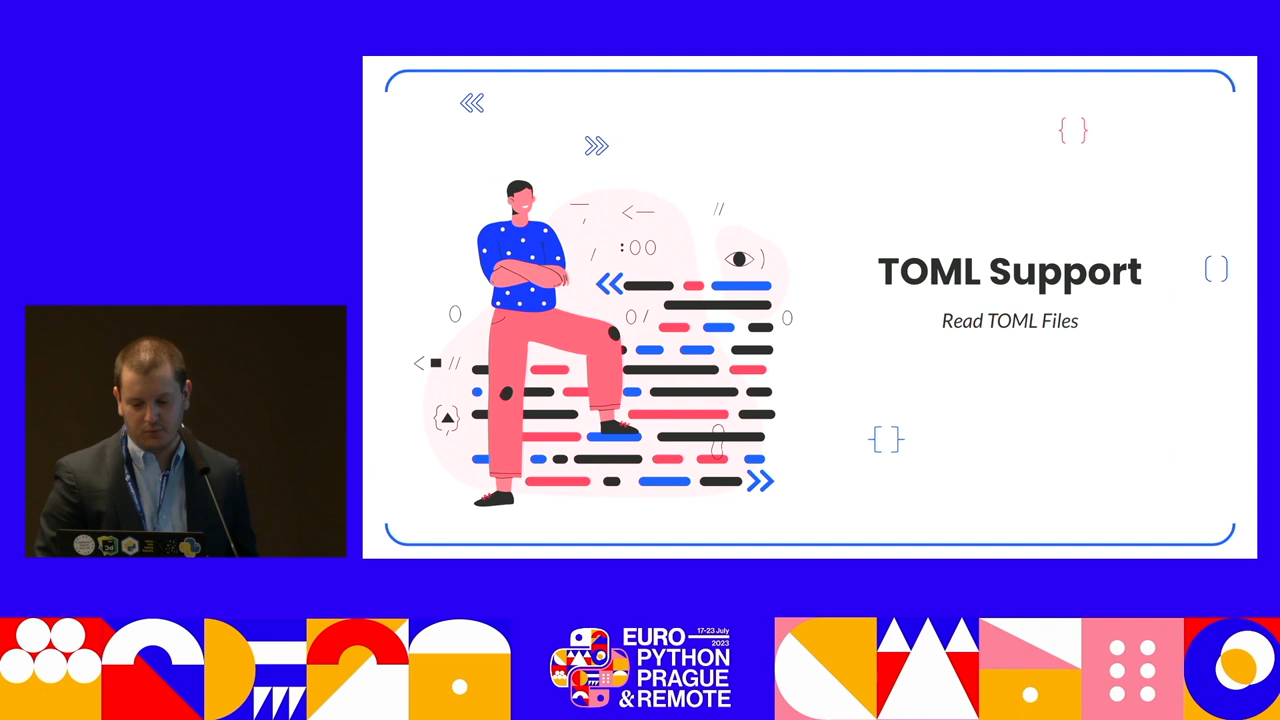 TOML Support
Read TOML Files
EURO
17-23 July
2023
PYTHON
PRAGUE
& REMOTE